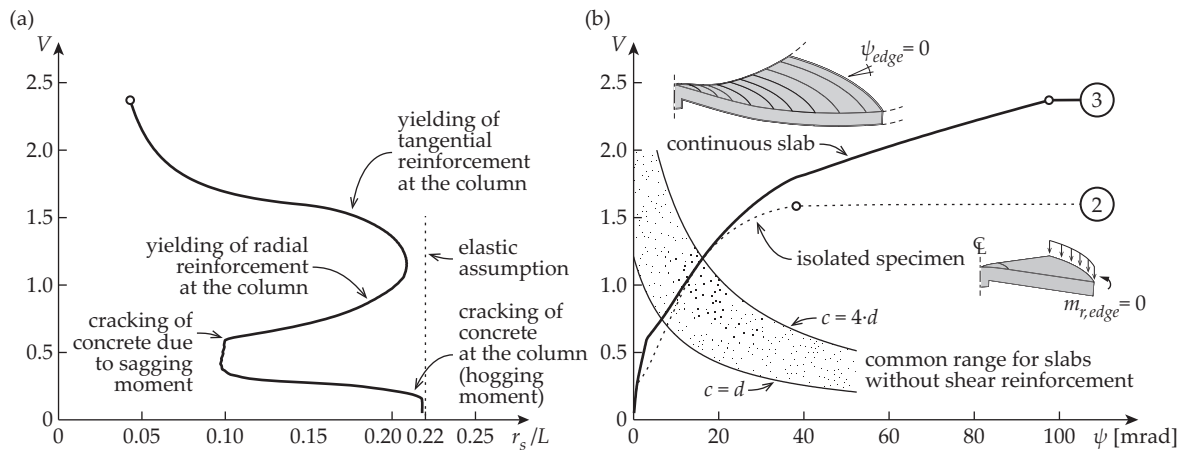 (a)
V
2.5
2.0
1.5
1.0
0.5
0
0
0.05
0.10
0.15
0.20
0.22
0.25
r_s/L
yielding of
tangential
reinforcement
at the column
yielding of radial
reinforcement
at the column
elastic
assumption
cracking of
concrete due
to sagging
moment
cracking of
concrete
at the column
(hogging
moment)
(b)
V
2.5
2.0
1.5
1.0
0.5
0
0
20
40
60
80
100
ψ [mrad]
ψ_edge = 0
continuous slab
3
2
isolated specimen
℄
m_r,edge = 0
c = 4·d
common range for slabs
without shear reinforcement
c = d